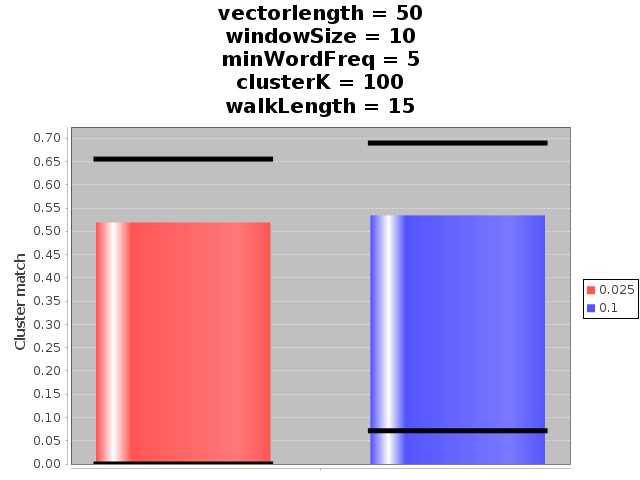 vectorlength = 50
windowSize = 10
minWordFreq = 5
clusterK = 100
walkLength = 15
0.70
0.65
0.60
0.55
0.50
0.45
0.40
0.35
0.30
0.25
0.20
0.15
0.10
0.05
0.00
Cluster match
0.025
0.1